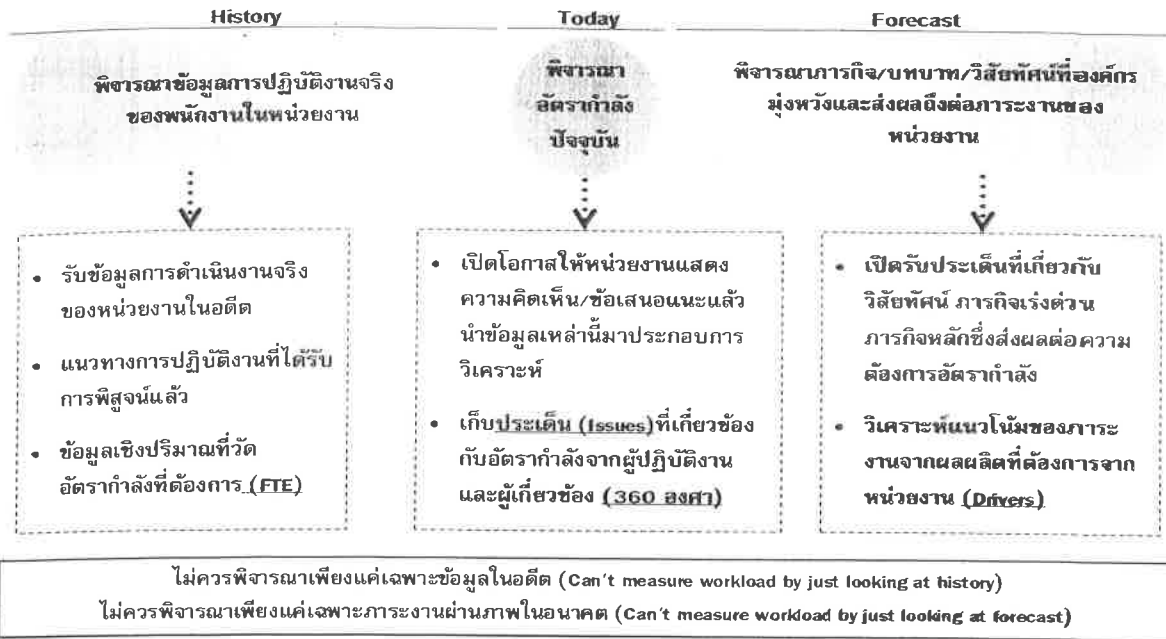 History
Today
Forecast
พิจารณาข้อมูลการปฏิบัติงานจริง
ของพนักงานในหน่วยงาน
พิจารณา
อัตรากำลัง
ปัจจุบัน
พิจารณาภารกิจ/บทบาท/วิสัยทัศน์ที่องค์กร
มุ่งหวังและส่งผลถึงต่อภาระงานของ
หน่วยงาน
• รับข้อมูลการดำเนินงานจริง
ของหน่วยงานในอดีต
• แนวทางการปฏิบัติงานที่ได้รับ
การพิสูจน์แล้ว
• ข้อมูลเชิงปริมาณที่วัด
อัตรากำลังที่ต้องการ (FTE)
• เปิดโอกาสให้หน่วยงานแสดง
ความคิดเห็น/ข้อเสนอแนะแล้ว
นำข้อมูลเหล่านี้มาประกอบการ
วิเคราะห์
• เก็บประเด็น (Issues) ที่เกี่ยวข้อง
กับอัตรากำลังจากผู้ปฏิบัติงาน
และผู้เกี่ยวข้อง (360 องศา)
• เปิดรับประเด็นที่เกี่ยวกับ
วิสัยทัศน์ ภารกิจเร่งด่วน
ภารกิจหลักซึ่งส่งผลต่อความ
ต้องการอัตรากำลัง
• วิเคราะห์แนวโน้มของภาระ
งานจากผลผลิตที่ต้องการจาก
หน่วยงาน (Drivers)
ไม่ควรพิจารณาเพียงแค่เฉพาะข้อมูลในอดีต (Can't measure workload by just looking at history)
ไม่ควรพิจารณาเพียงแค่เฉพาะภาระงานผ่านภาพในอนาคต (Can't measure workload by just looking at forecast)